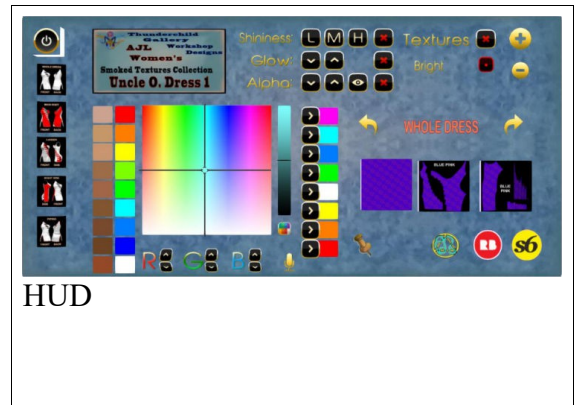 Thunderchild
Gallery
AJL Workshop
Designs
Women's
Smoked Textures Collection
Uncle O. Dress 1
Shininess: L M H
Glow:
Alpha:
Textures
Bright
WHOLE DRESS
BLUE PINK
BLUE
PINK
R G B
RB
s6
HUD